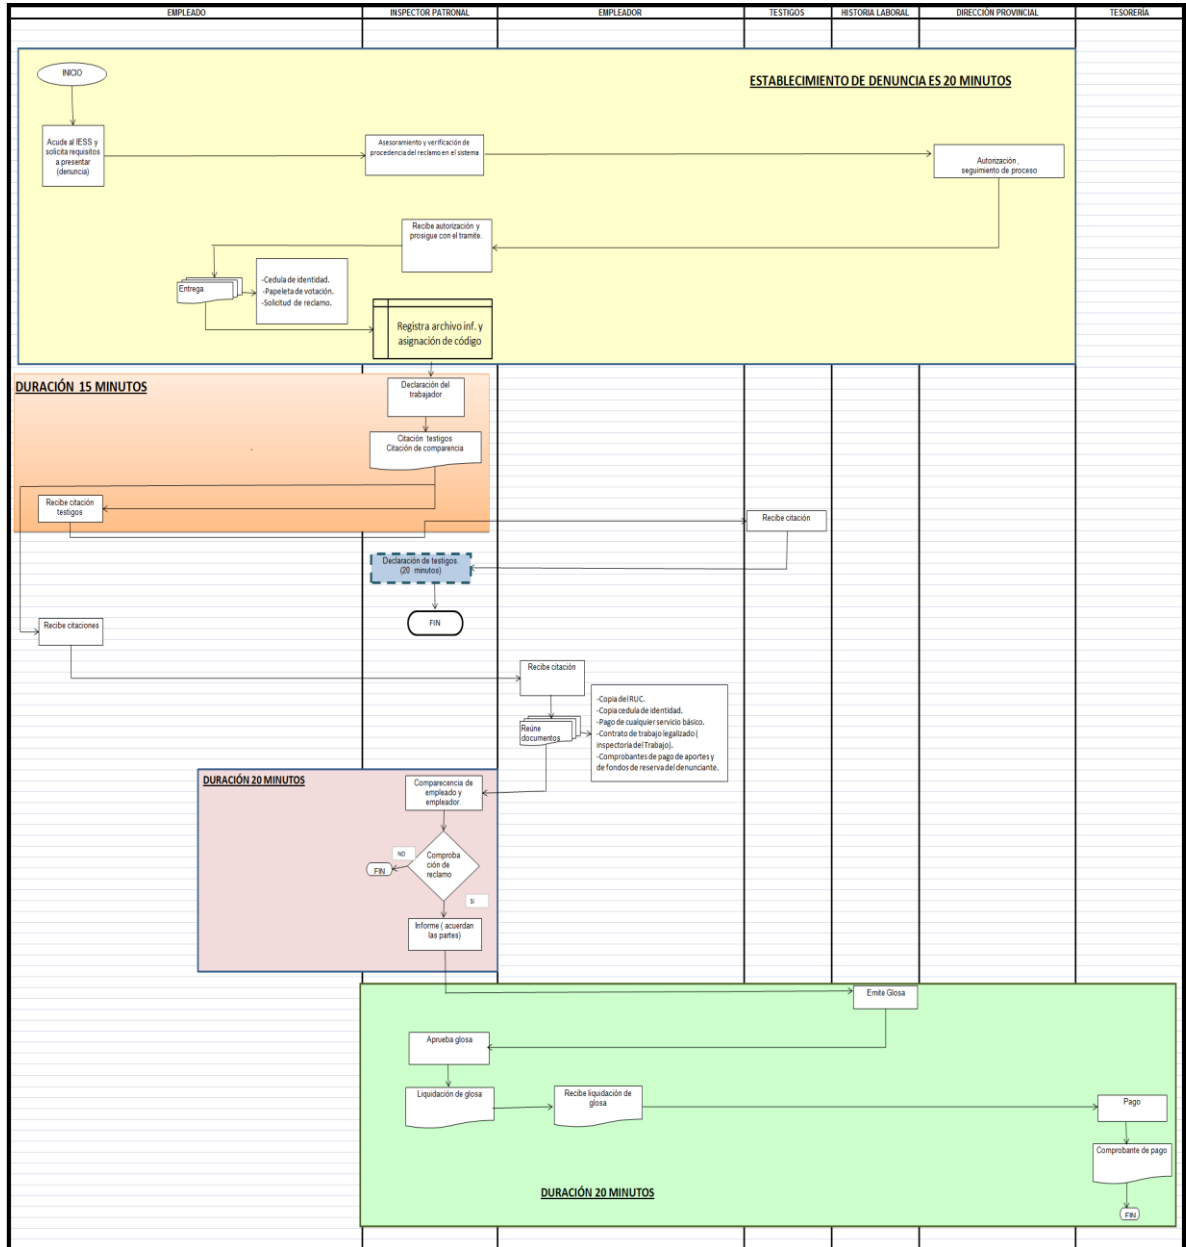 EMPLEADO
INSPECTOR PATRONAL
EMPLEADOR
TESTIGOS
HISTORIA LABORAL
DIRECCIÓN PROVINCIAL
TESORERÍA
INICIO
ESTABLECIMIENTO DE DENUNCIA ES 20 MINUTOS
Acude al IESS y
solicita requisitos
a presentar
(denuncia)
Asesoramiento y verificación de
procedencia del reclamo en el sistema
Autorización ,
seguimiento de proceso
Recibe autorización y
prosigue con el tramite.
Entrega
-Cedula de identidad.
-Papeleta de votación.
-Solicitud de reclamo.
Registra archivo inf. y
asignación de código
DURACIÓN 15 MINUTOS
Declaración del
trabajador
Citación testigos
Citación de comparencia
Recibe citación
testigos
Recibe citación
Declaración de testigos.
(20 minutos)
FIN
Recibe citaciones
Recibe citación
Reúne
documentos
-Copia del RUC.
-Copia cedula de identidad.
-Pago de cualquier servicio básico.
-Contrato de trabajo legalizado (
inspectoría del Trabajo).
-Comprobantes de pago de aportes y
de fondos de reserva del denunciante.
DURACIÓN 20 MINUTOS
Comparecencia de
empleado y
empleador
NO
Comproba
ción de
reclamo
FIN
SI
Informe ( acuerdan
las partes)
Emite Glosa
Aprueba glosa
Liquidación de glosa
Recibe liquidación de
glosa
Pago
Comprobante de pago
DURACIÓN 20 MINUTOS
FIN